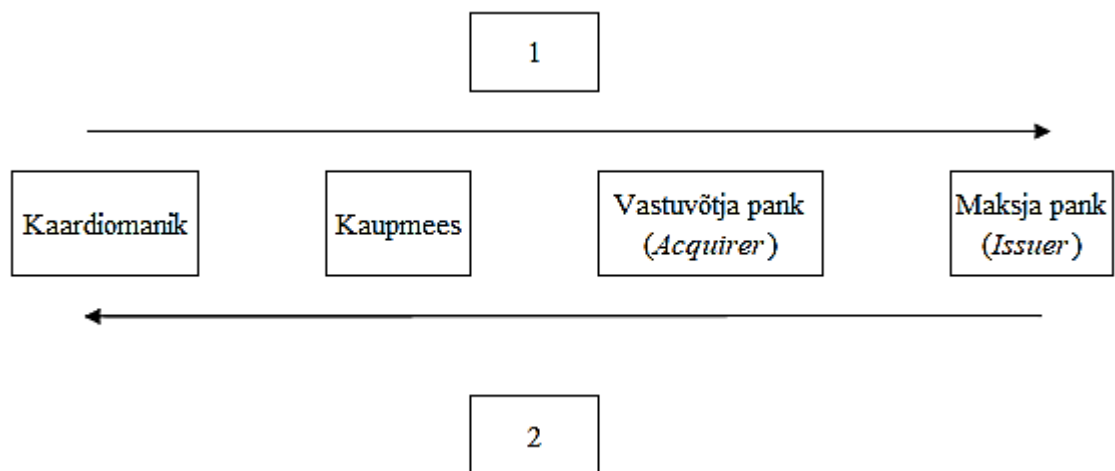 1
Kaardiomanik
Kaupmees
Vastuvõtja pank
(Acquirer)
Maksja pank
(Issuer)
2